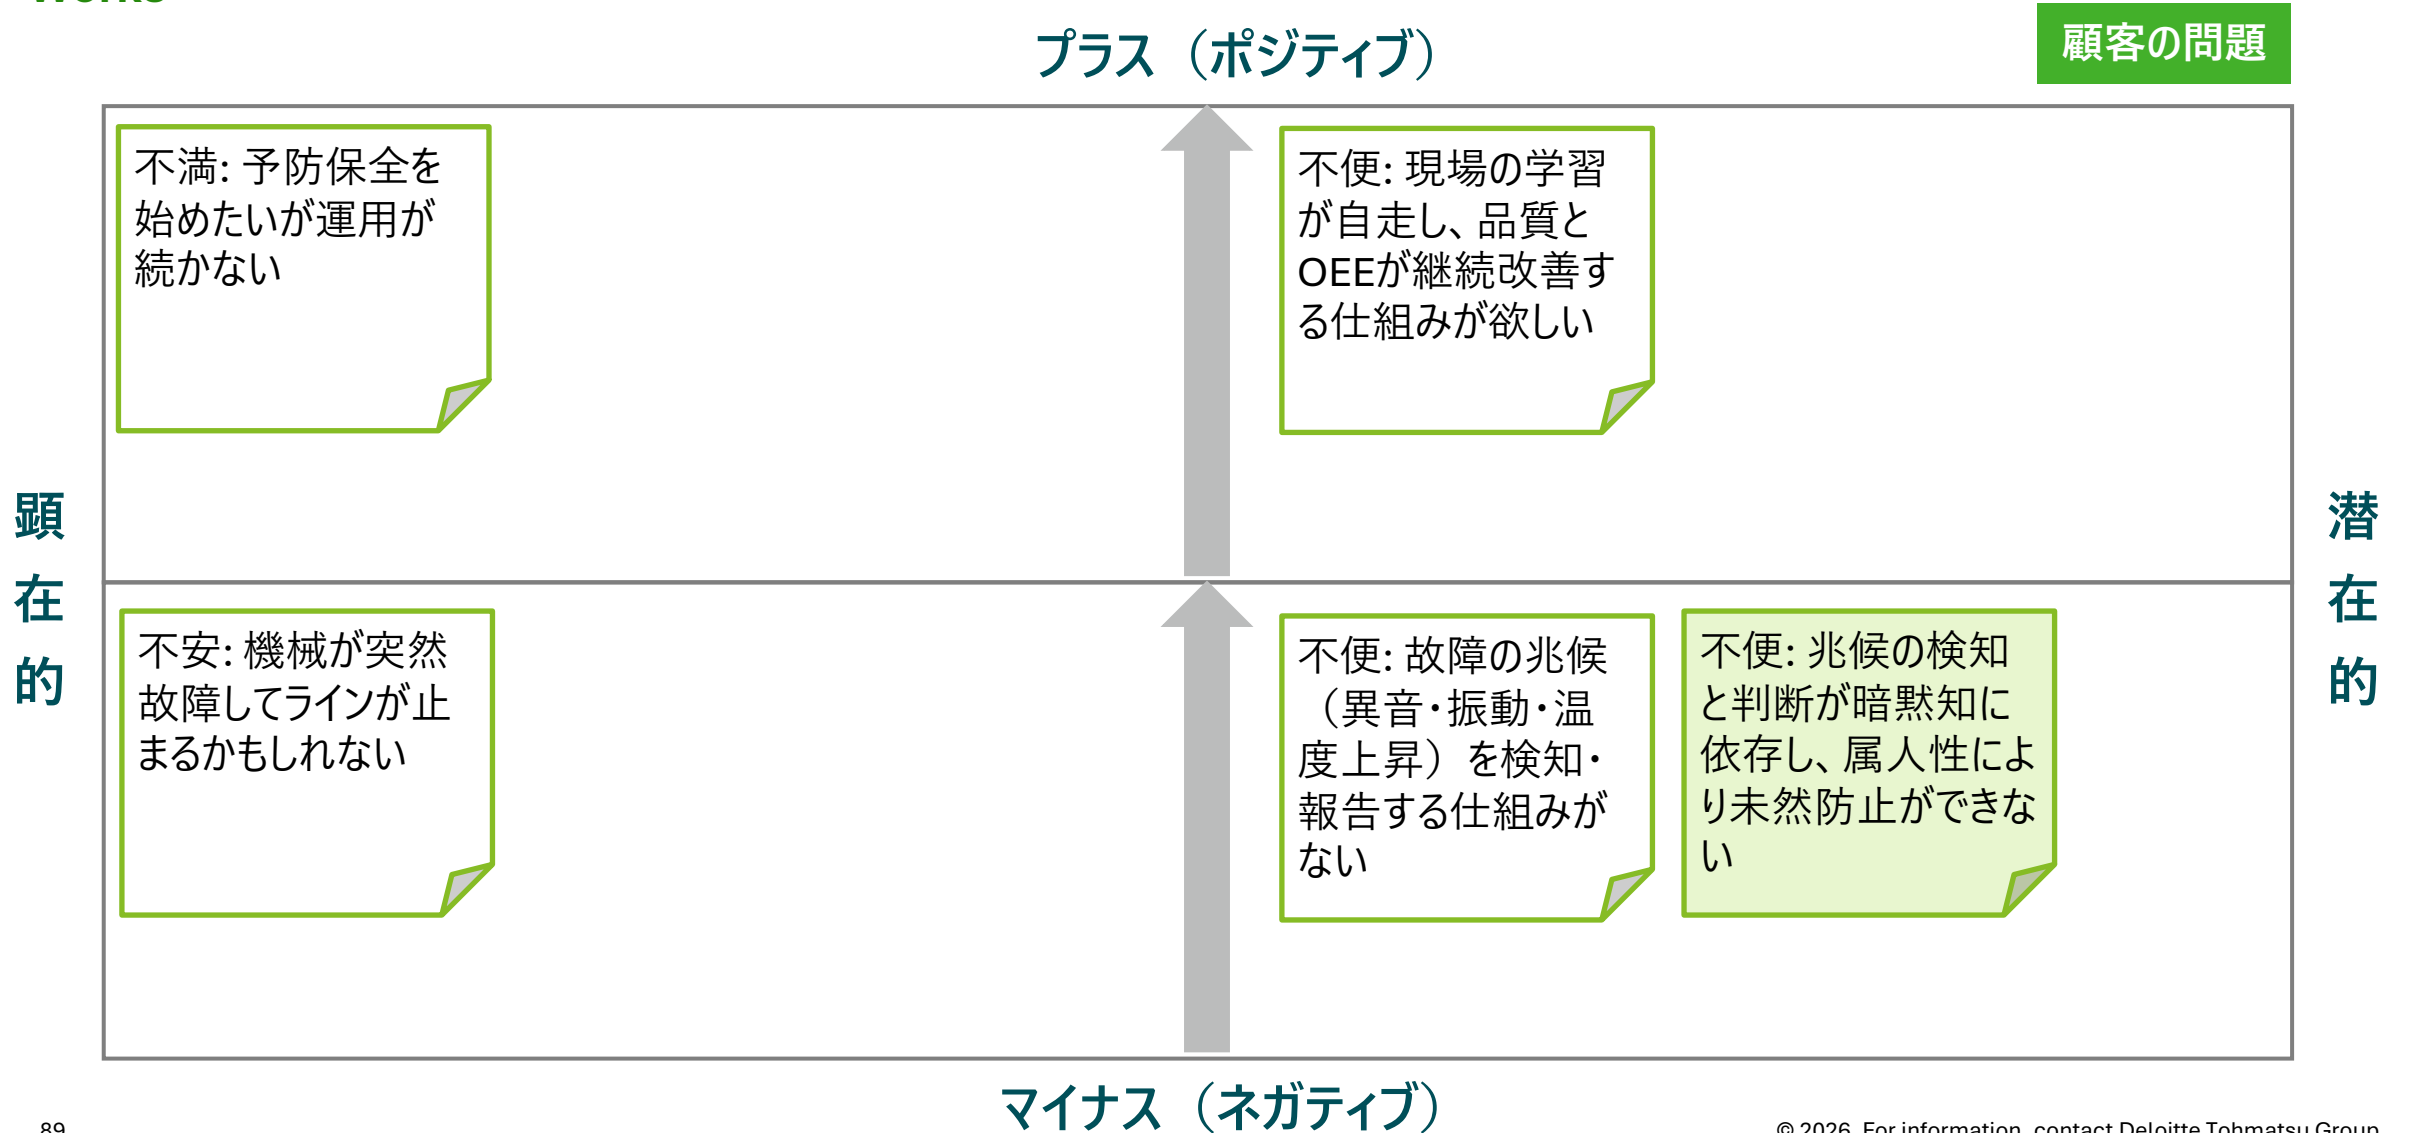 プラス（ポジティブ）
顧客の問題
不満: 予防保全を
始めたいが運用が
続かない
不便: 現場の学習
が自走し、品質と
OEEが継続改善す
る仕組みが欲しい
顕
在
的
潜
在
的
不安: 機械が突然
故障してラインが止
まるかもしれない
不便: 故障の兆候
（異音・振動・温
度上昇）を検知・
報告する仕組みが
ない
不便: 兆候の検知
と判断が暗黙知に
依存し、属人性によ
り未然防止ができな
い
マイナス（ネガティブ）
89
© 2026. For information, contact Deloitte Tohmatsu Group.